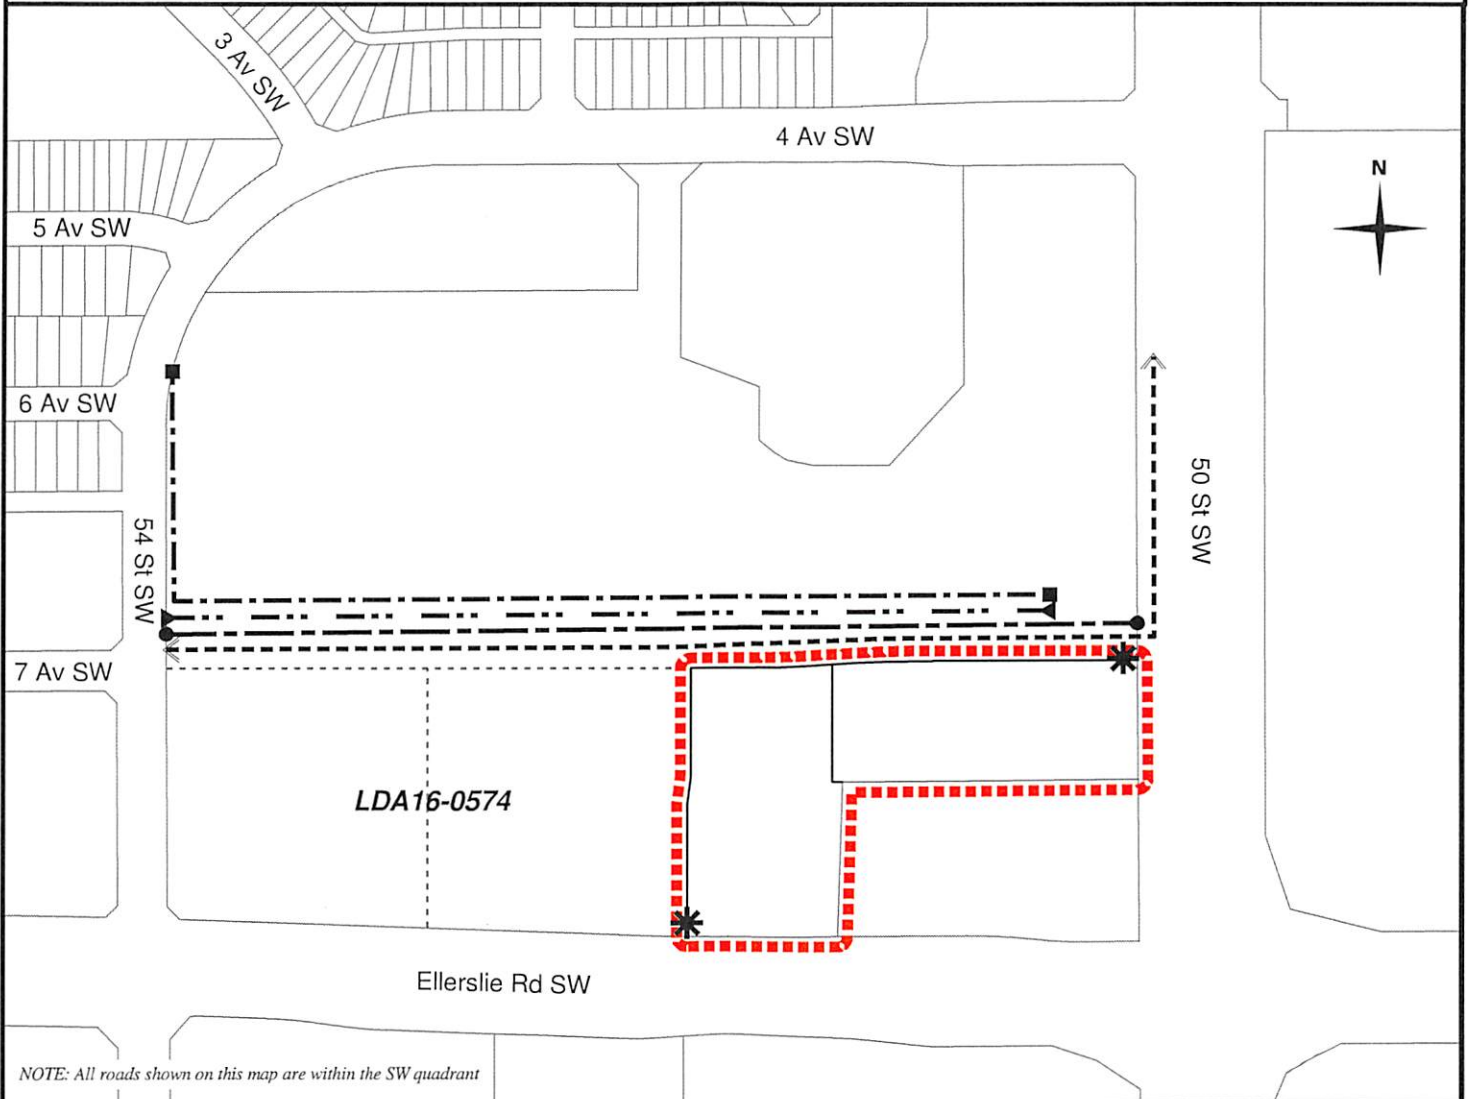 3 Av SW
4 Av SW
N
5 Av SW
6 Av SW
50 St SW
54 St SW
7 Av SW
LDA16-0574
Ellerslie Rd SW
NOTE: All roads shown on this map are within the SW quadrant